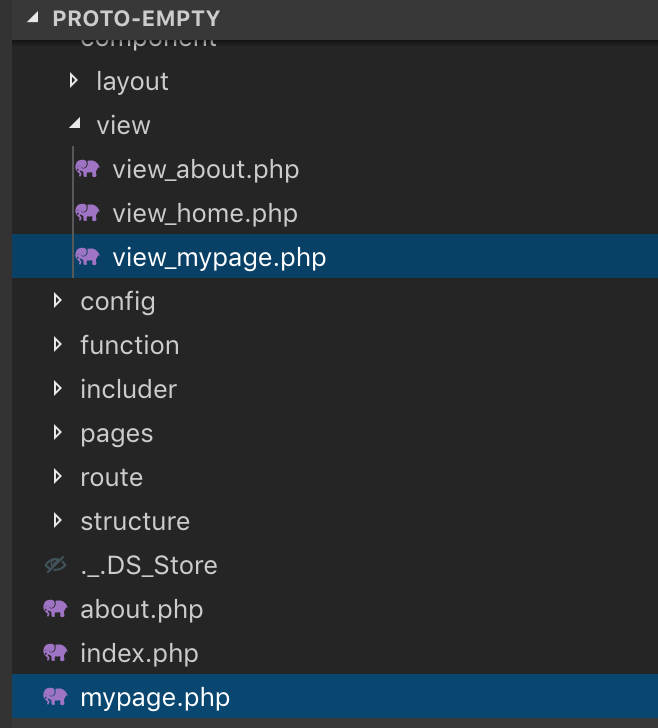 PROTO-EMPTY
component
layout
view
view_about.php
view_home.php
view_mypage.php
config
function
includer
pages
route
structure
._.DS_Store
about.php
index.php
mypage.php